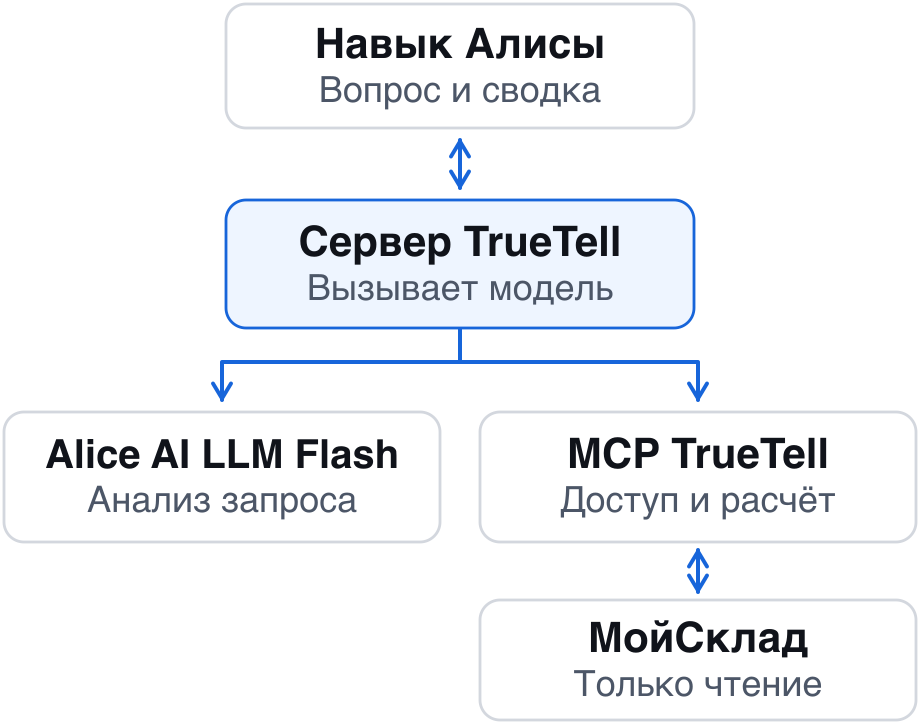 Навык Алисы
Вопрос и сводка
Сервер TrueTell
Вызывает модель
Alice AI LLM Flash
Анализ запроса
MCP TrueTell
Доступ и расчёт
МойСклад
Только чтение